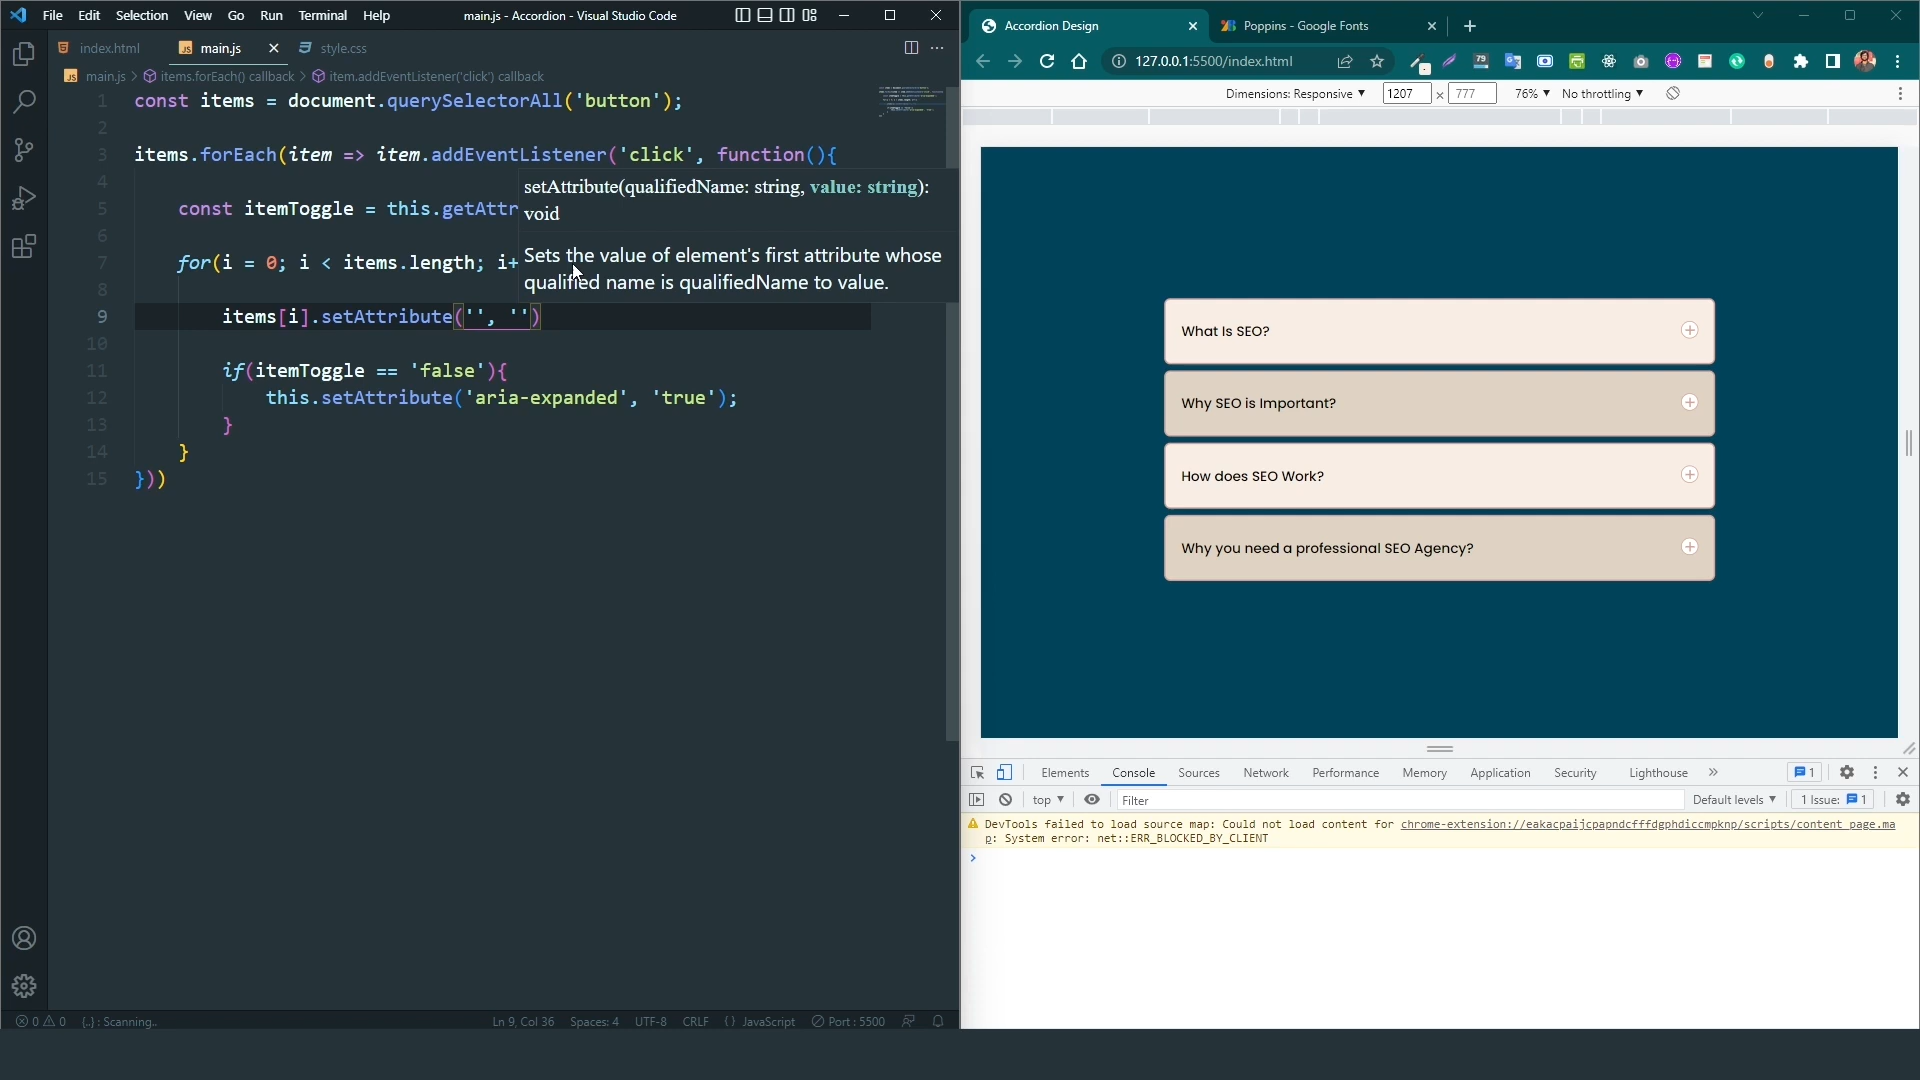 File Edit Selection View Go Run Terminal Help main.js - Accordion - Visual Studio Code
index.html main.js style.css
main.js > items.forEach() callback > item.addEventListener('click') callback
1 const items = document.querySelectorAll('button');
2
3 items.forEach(item => item.addEventListener('click', function(){
4
5 const itemToggle = this.getAttr
6
7 for(i = 0; i < items.length; i+
8
9 items[i].setAttribute('', '')
10
11 if(itemToggle == 'false'){
12 this.setAttribute('aria-expanded', 'true');
13 }
14 }
15 }))
setAttribute(qualifiedName: string, value: string):
void
Sets the value of element's first attribute whose
qualified name is qualifiedName to value.
0 0 {..} : Scanning.. Ln 9, Col 36 Spaces: 4 UTF-8 CRLF {} JavaScript Port : 5500
Accordion Design Poppins - Google Fonts
127.0.0.1:5500/index.html
79
Dimensions: Responsive 1207 x 777 76% No throttling
What Is SEO?
Why SEO is Important?
How does SEO Work?
Why you need a professional SEO Agency?
Elements Console Sources Network Performance Memory Application Security Lighthouse 1
top Filter Default levels 1 Issue: 1
DevTools failed to load source map: Could not load content for chrome-extension://eakacpaijcpapndcfffdgphdiccmpknp/scripts/content_page.ma
p: System error: net::ERR_BLOCKED_BY_CLIENT